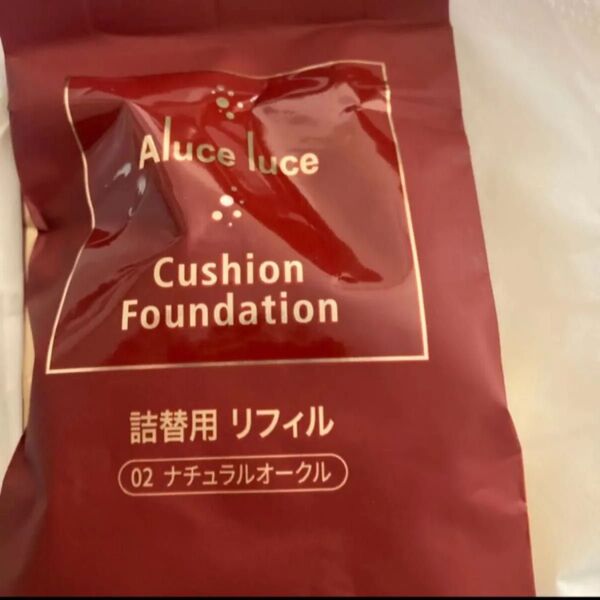 Aluce luce
Cushion
Foundation
詰替用 リフィル
02 ナチュラルオークル